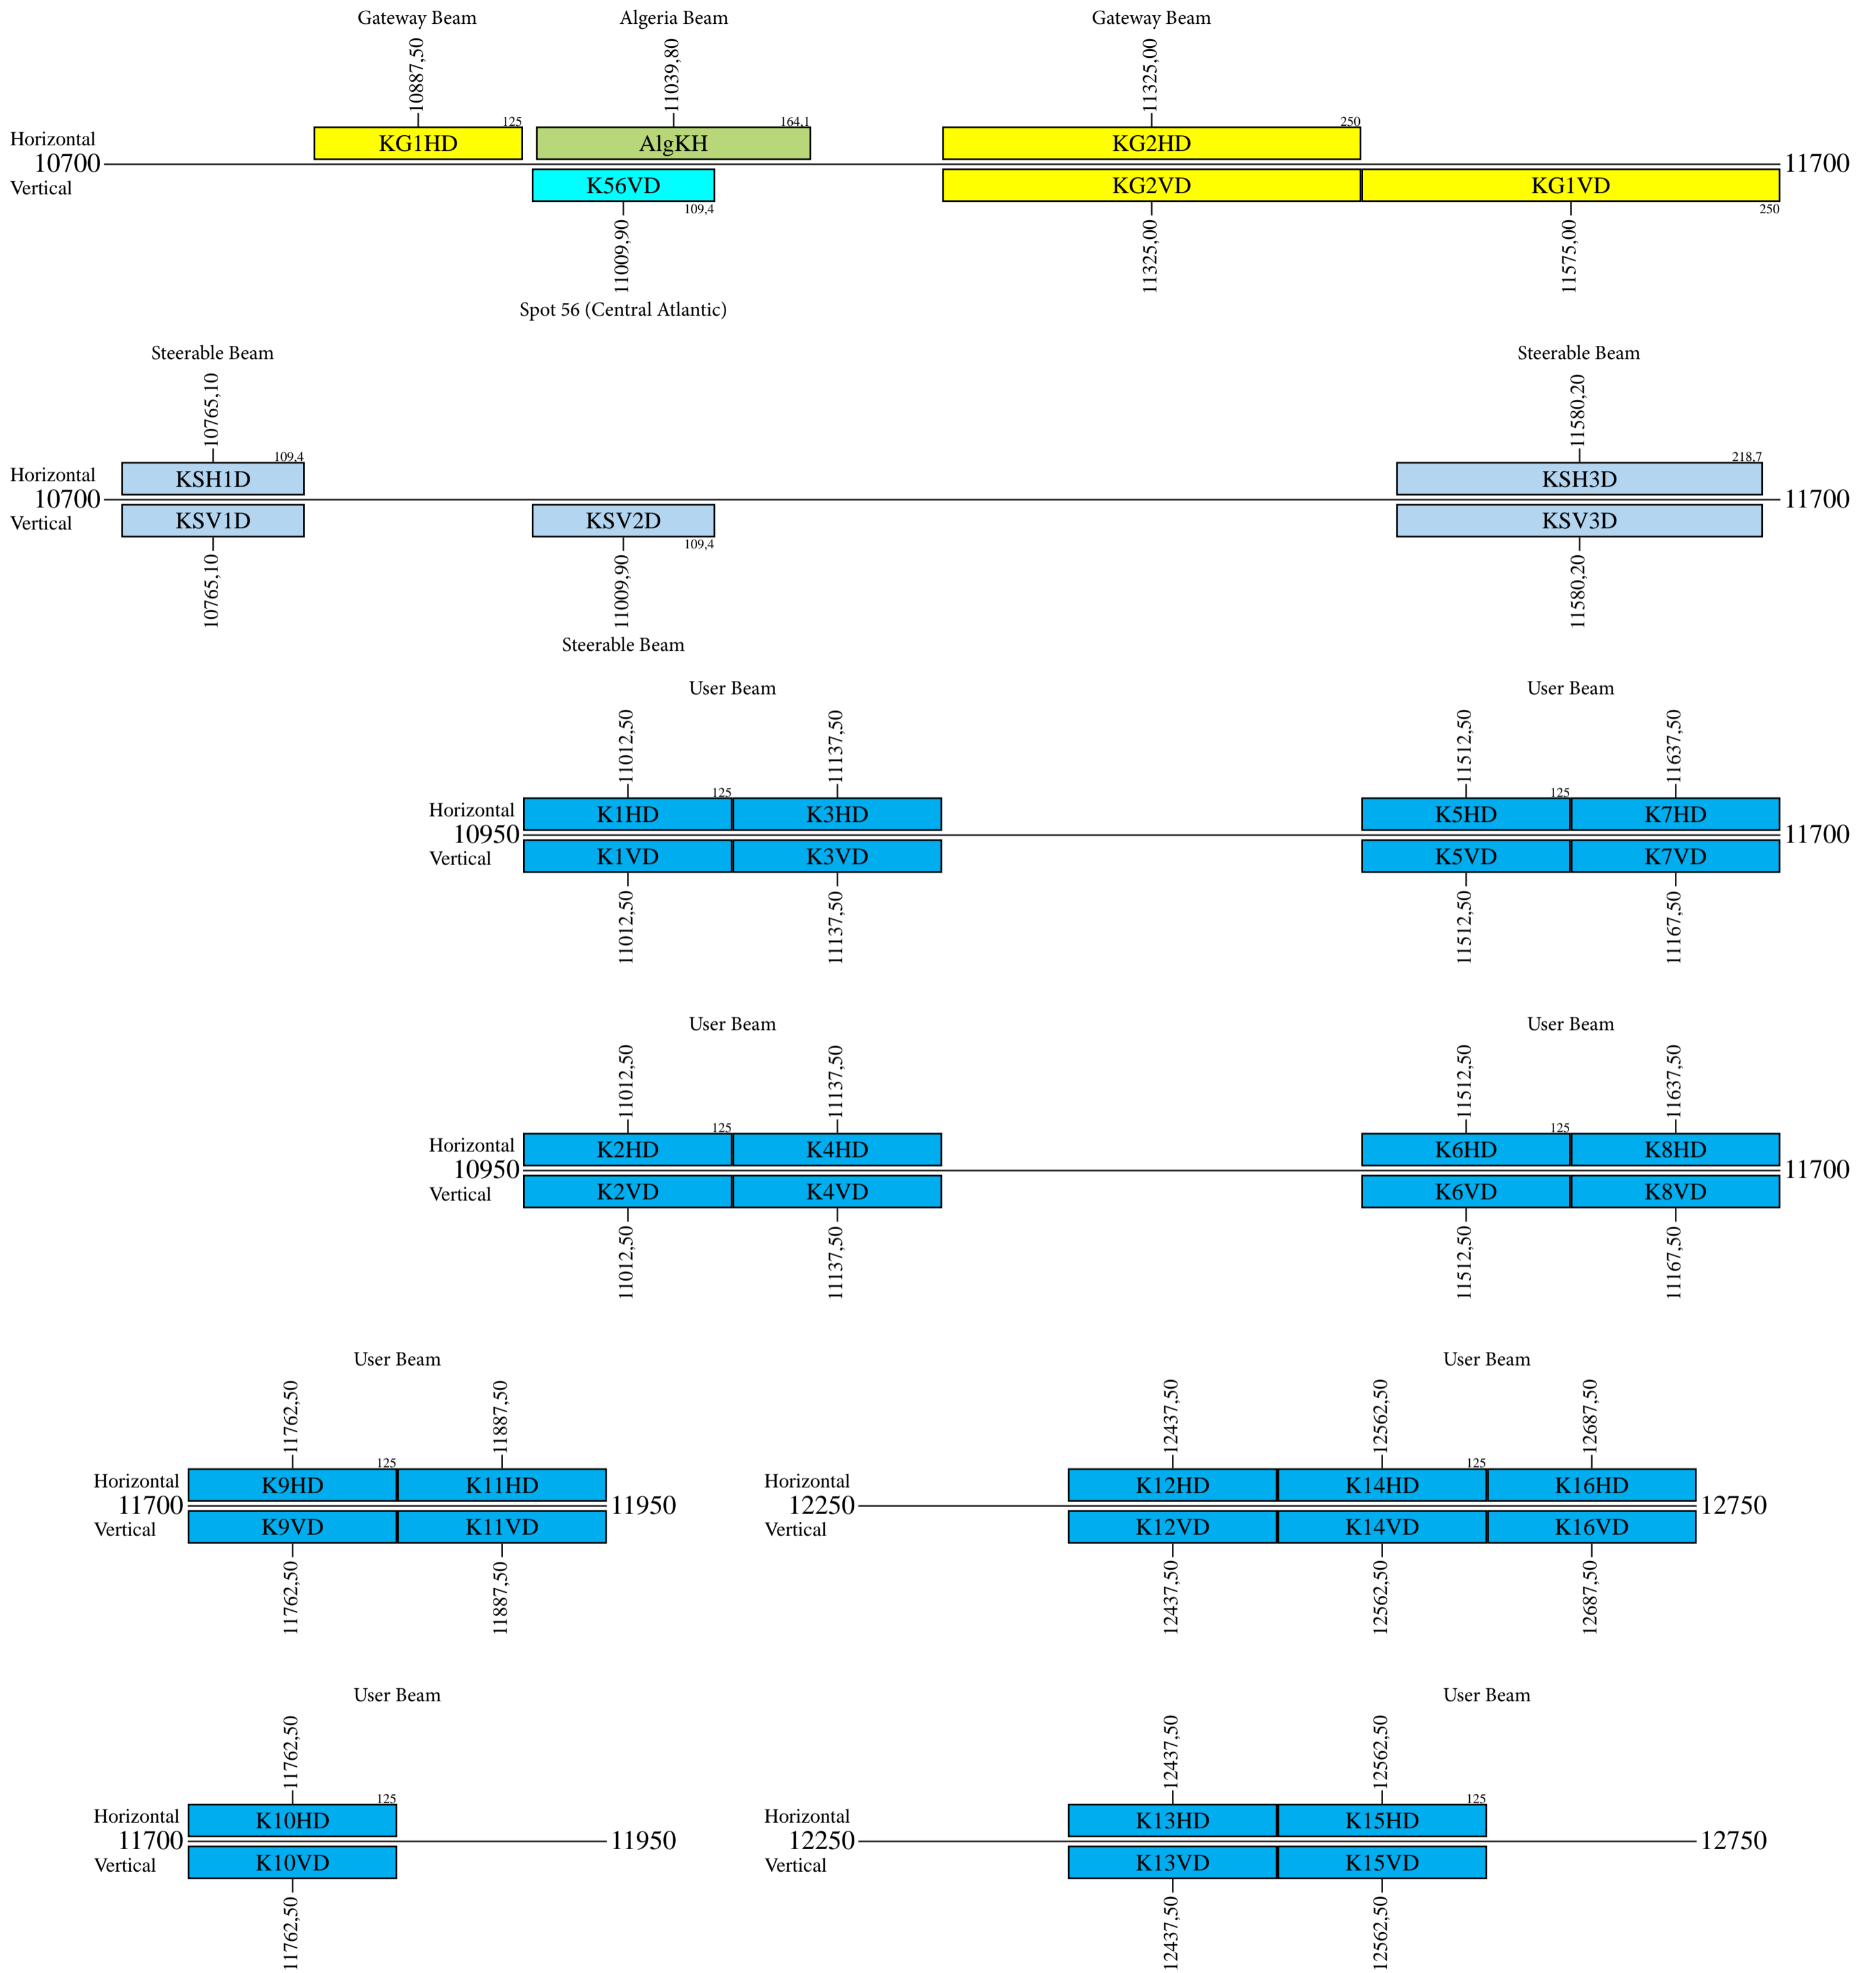 Gateway Beam Algeria Beam Gateway Beam
10887,50 11039,80 11325,00
125 164,1 250
Horizontal KG1HD AlgKH KG2HD
10700 11700
Vertical K56VD KG2VD KG1VD
109,4 250
11009,90 11325,00 11575,00
Spot 56 (Central Atlantic)
Steerable Beam Steerable Beam
10765,10 11580,20
109,4 218,7
Horizontal KSH1D KSH3D
10700 11700
Vertical KSV1D KSV2D KSV3D
109,4
10765,10 11009,90 11580,20
Steerable Beam
User Beam User Beam
11012,50 11137,50 11512,50 11637,50
125 125
Horizontal K1HD K3HD K5HD K7HD
10950 11700
Vertical K1VD K3VD K5VD K7VD
11012,50 11137,50 11512,50 11167,50
User Beam User Beam
11012,50 11137,50 11512,50 11637,50
125 125
Horizontal K2HD K4HD K6HD K8HD
10950 11700
Vertical K2VD K4VD K6VD K8VD
11012,50 11137,50 11512,50 11167,50
User Beam User Beam
11762,50 11887,50 12437,50 12562,50 12687,50
125 125
Horizontal K9HD K11HD Horizontal K12HD K14HD K16HD
11700 11950 12250 12750
Vertical K9VD K11VD Vertical K12VD K14VD K16VD
11762,50 11887,50 12437,50 12562,50 12687,50
User Beam User Beam
11762,50 12437,50 12562,50
125 125
Horizontal K10HD Horizontal K13HD K15HD
11700 11950 12250 12750
Vertical K10VD Vertical K13VD K15VD
11762,50 12437,50 12562,50